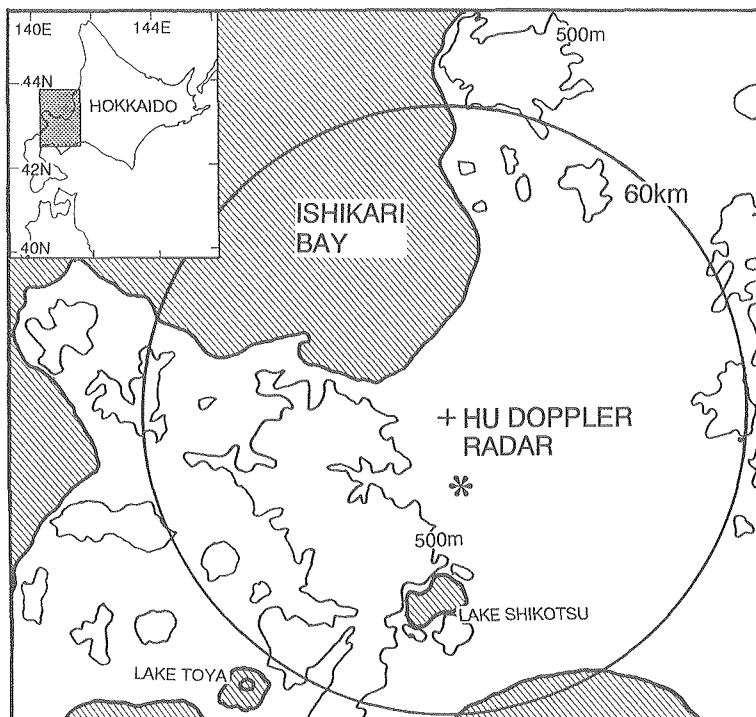 140E 144E
44N
HOKKAIDO
42N
40N
500m
60km
ISHIKARI
BAY
+ HU DOPPLER
RADAR
*
500m
LAKE SHIKOTSU
LAKE TOYA